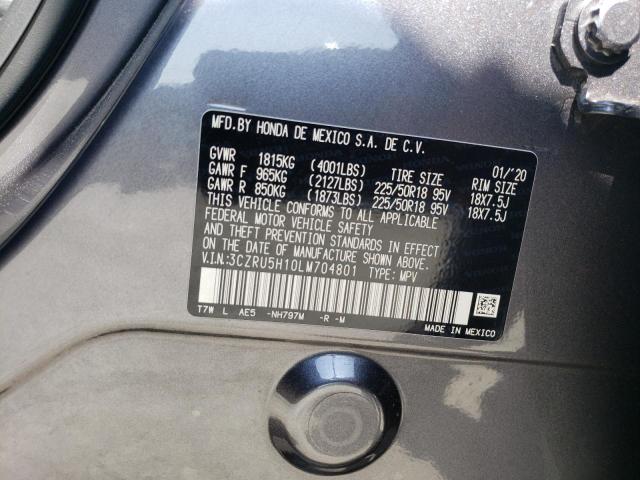 MFD.BY HONDA DE MEXICO S.A. DE C.V.
01/'20
GVWR 1815KG (4001LBS) TIRE SIZE RIM SIZE
GAWR F 965KG (2127LBS) 225/50R18 95V 18X7.5J
GAWR R 850KG (1873LBS) 225/50R18 95V 18X7.5J
THIS VEHICLE CONFORMS TO ALL APPLICABLE
FEDERAL MOTOR VEHICLE SAFETY
AND THEFT PREVENTION STANDARDS IN EFFECT
ON THE DATE OF MANUFACTURE SHOWN ABOVE.
V.I.N:3CZRU5H10LM704801 TYPE: MPV
T7W L AE5 -NH797M -R -M
MADE IN MEXICO